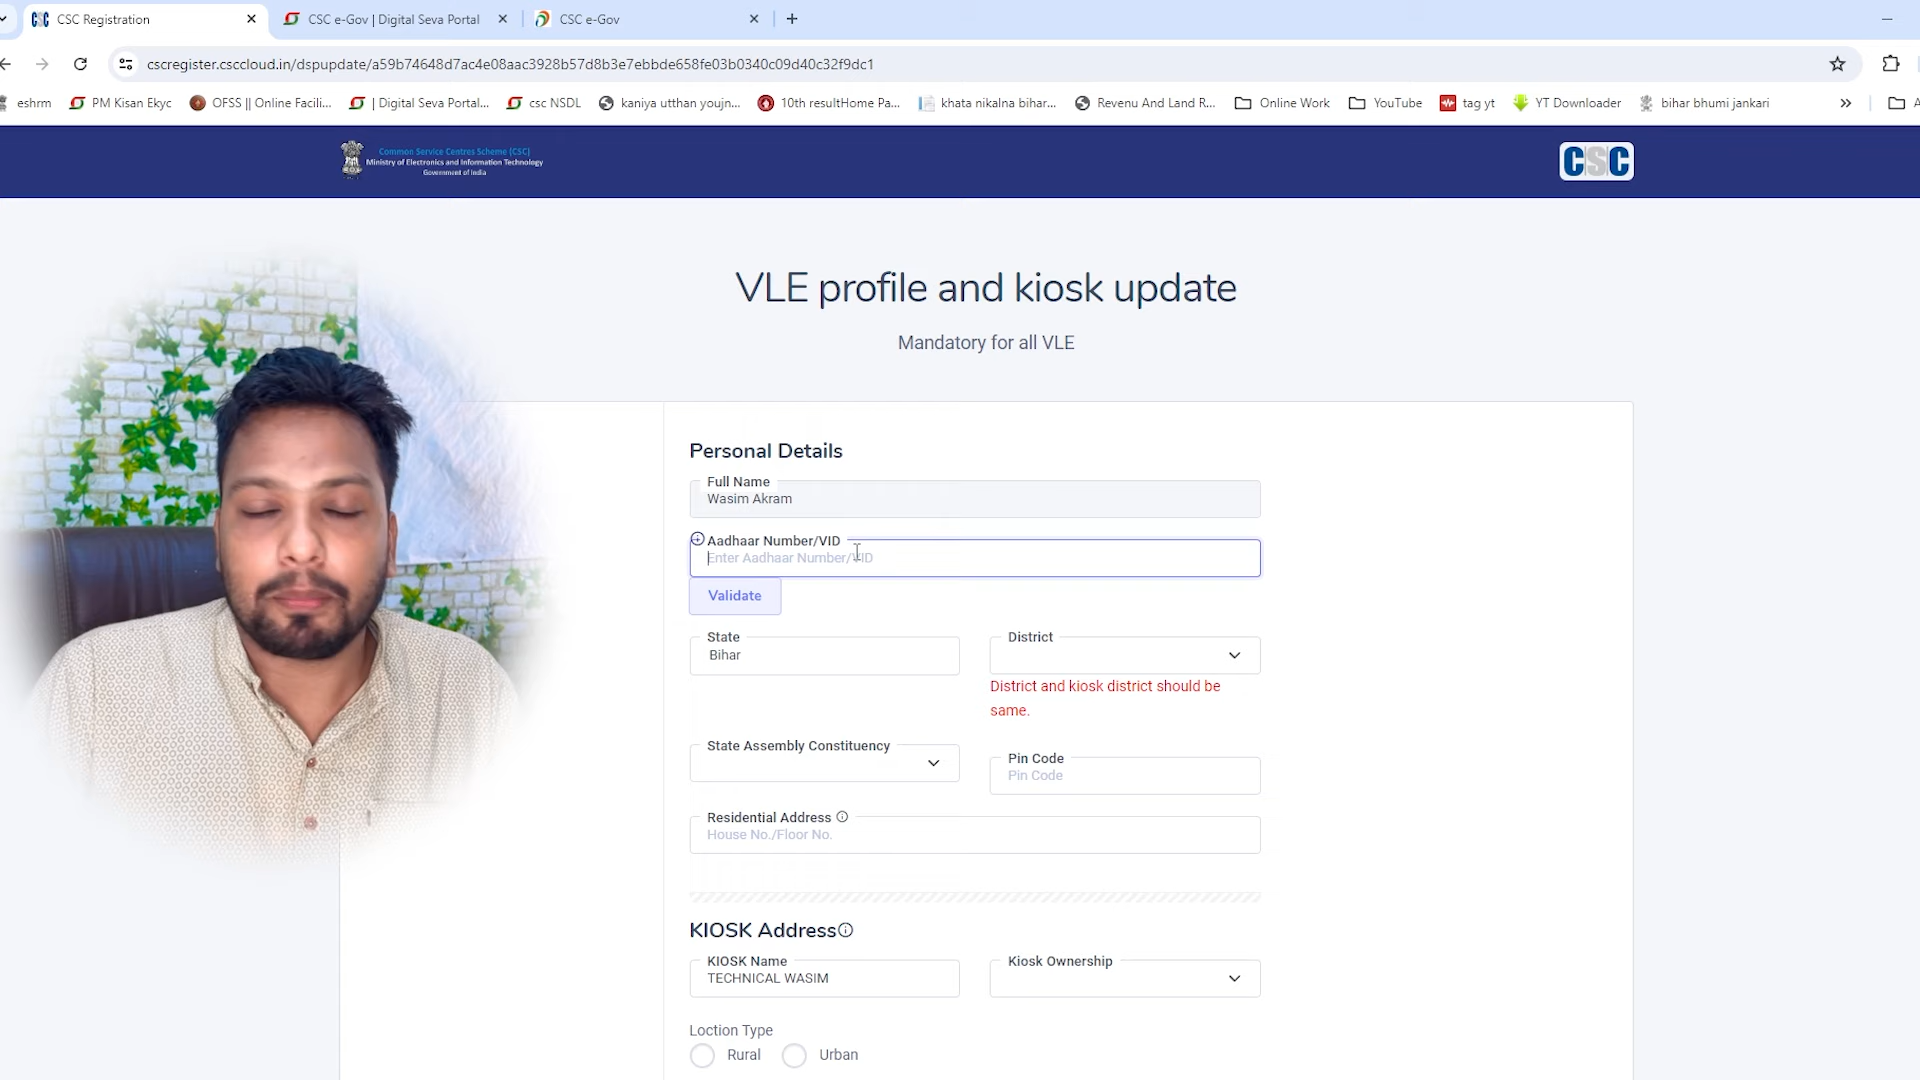 CSC Registration
CSC e-Gov | Digital Seva Portal
CSC e-Gov
cscregister.csccloud.in/dspupdate/a59b74648d7ac4e08aac3928b57d8b3e7ebbde658fe03b0340c09d40c32f9dc1
eshrm
PM Kisan Ekyc
OFSS || Online Facili...
| Digital Seva Portal...
csc NSDL
kaniya utthan youjn...
10th resultHome Pa...
khata nikalna bihar...
Revenu And Land R...
Online Work
YouTube
tag yt
YT Downloader
bihar bhumi jankari
Common Service Centres Scheme (CSC)
Ministry of Electronics and Information Technology
Government of India
CSC
VLE profile and kiosk update
Mandatory for all VLE
Personal Details
Full Name
Wasim Akram
Aadhaar Number/VID
Enter Aadhaar Number/VID
Validate
State
Bihar
District
District and kiosk district should be
same.
State Assembly Constituency
Pin Code
Pin Code
Residential Address
House No./Floor No.
KIOSK Address
KIOSK Name
TECHNICAL WASIM
Kiosk Ownership
Loction Type
Rural
Urban